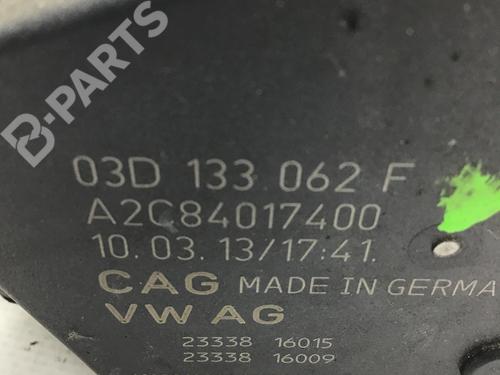 B-PARTS
03D 133 062 F
A2C84017400
10.03.13/17:41.
CAG MADE IN GERMA
VW AG
23338 16015
23338 16009